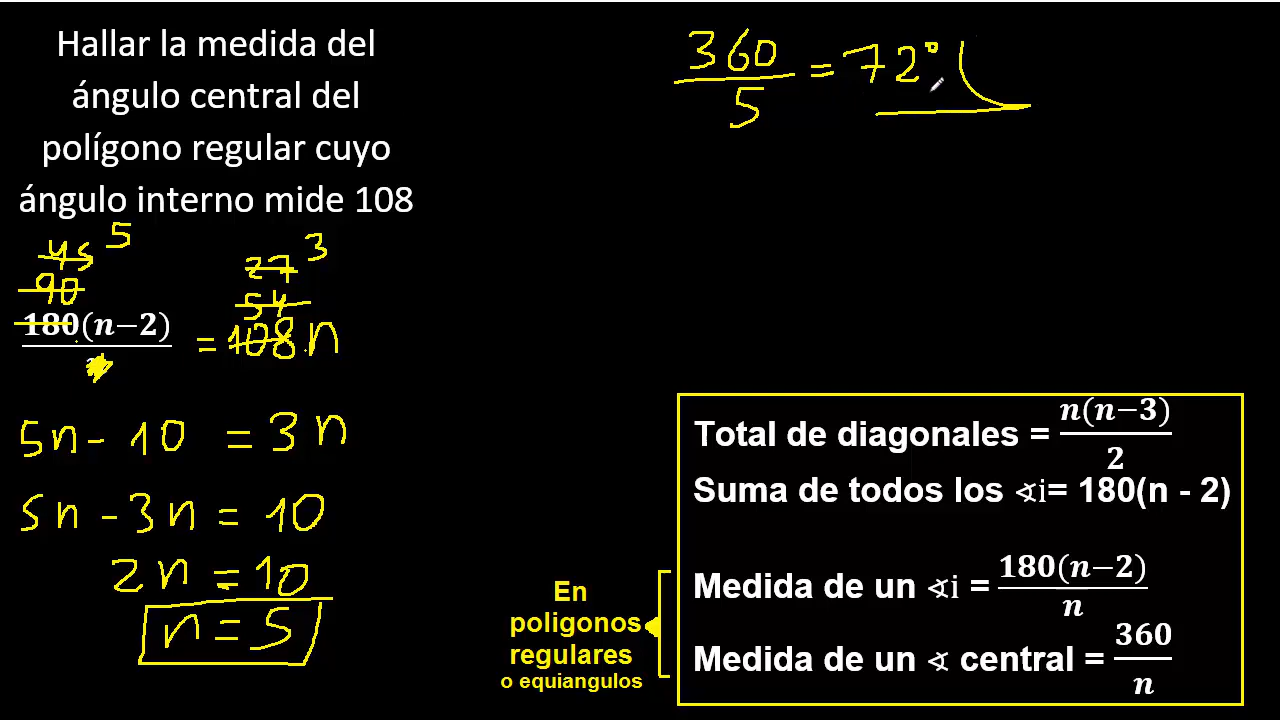 Hallar la medida del
ángulo central del
polígono regular cuyo
ángulo interno mide 108
45 5
90
180(n−2)
27 3
54
= 108 n
5n - 10 = 3n
5n - 3n = 10
2n = 10
n = 5
360
5
= 72°
Total de diagonales = n(n−3)
2
Suma de todos los ∢i= 180(n - 2)
Medida de un ∢i = 180(n−2)
n
Medida de un ∢ central = 360
n
En
poligonos
regulares
o equiangulos